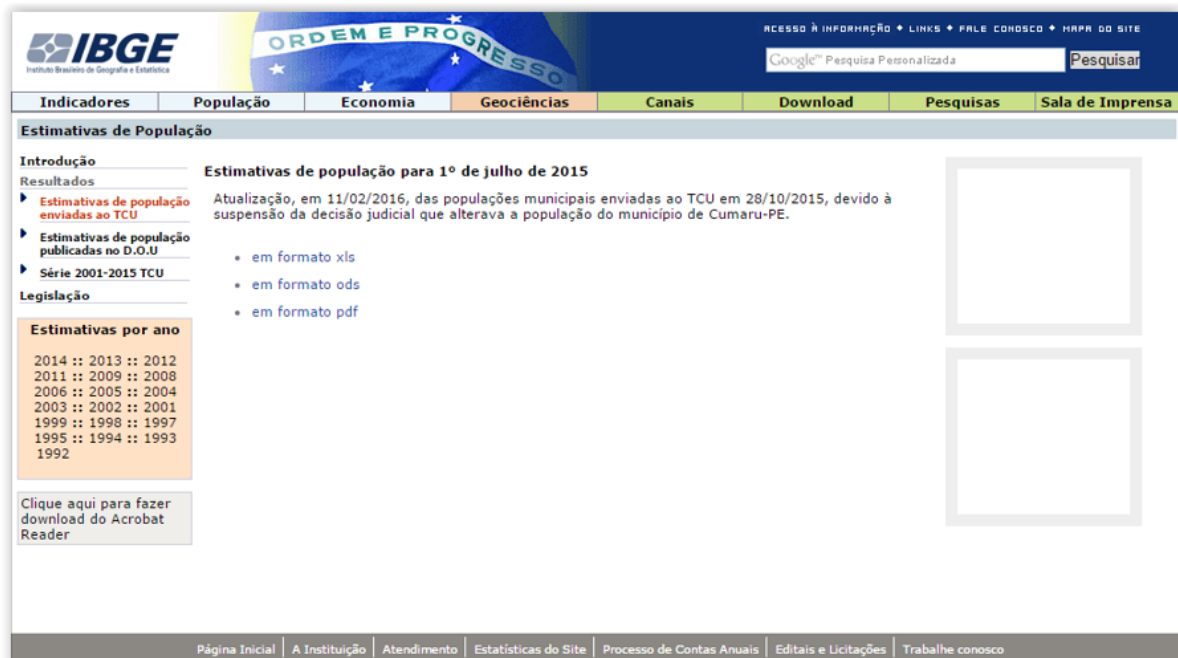 IBGE
Instituto Brasileiro de Geografia e Estatística
ORDEM E PROGRESSO
ACESSO À INFORMAÇÃO ◆ LINKS ◆ FALE CONOSCO ◆ MAPA DO SITE
Google™ Pesquisa Personalizada
Pesquisar
Indicadores População Economia Geociências Canais Download Pesquisas Sala de Imprensa
Estimativas de População
Introdução
Resultados
Estimativas de população
enviadas ao TCU
Estimativas de população
publicadas no D.O.U
Série 2001-2015 TCU
Legislação
Estimativas por ano
2014 :: 2013 :: 2012
2011 :: 2009 :: 2008
2006 :: 2005 :: 2004
2003 :: 2002 :: 2001
1999 :: 1998 :: 1997
1995 :: 1994 :: 1993
1992
Clique aqui para fazer
download do Acrobat
Reader
Estimativas de população para 1º de julho de 2015
Atualização, em 11/02/2016, das populações municipais enviadas ao TCU em 28/10/2015, devido à
suspensão da decisão judicial que alterava a população do município de Cumaru-PE.
em formato xls
em formato ods
em formato pdf
Página Inicial | A Instituição | Atendimento | Estatísticas do Site | Processo de Contas Anuais | Editais e Licitações | Trabalhe conosco